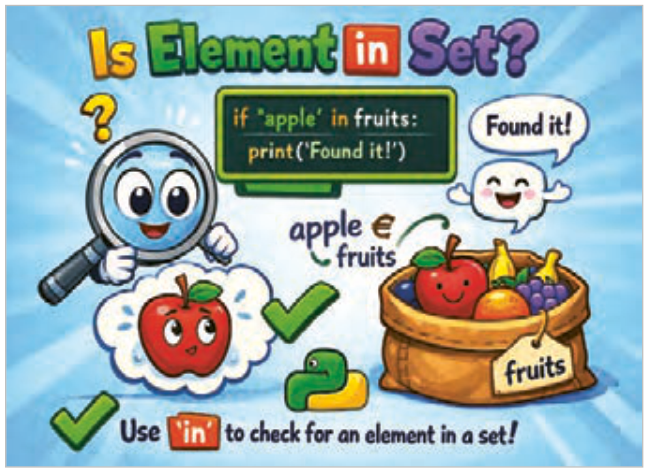 Is Element in Set?
?
if "apple' in fruits:
print('Found it!')
Found it!
apple €
fruits
fruits
Use 'in' to check for an element in a set!